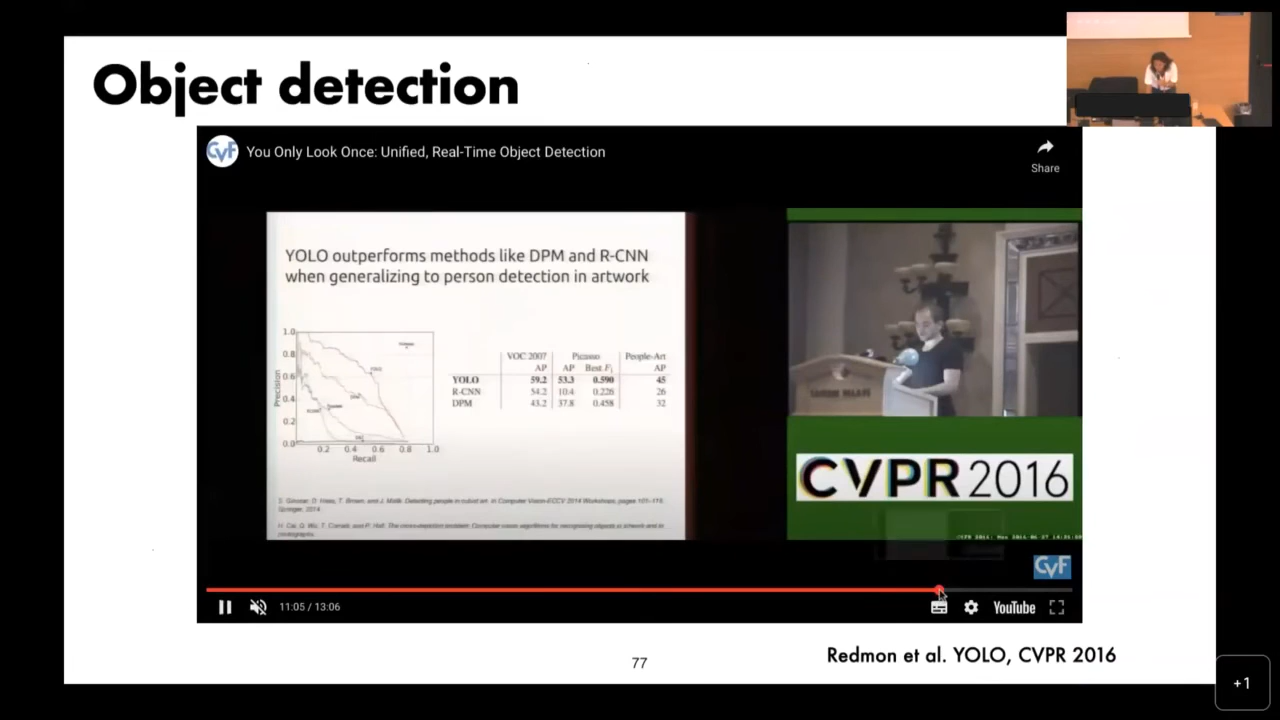 Object detection
CVF
You Only Look Once: Unified, Real-Time Object Detection
Share
YOLO outperforms methods like DPM and R-CNN
when generalizing to person detection in artwork
1.0
0.8
0.6
0.4
0.2
0.0
Precision
0.2 0.4 0.6 0.8 1.0
Recall
VOC 2007 Picasso People-Art
AP AP Best F1 AP
YOLO 59.2 53.3 0.590 45
R-CNN 54.2 10.4 0.226 26
DPM 43.2 37.8 0.458 32
CVPR 2016
CVF
11:05 / 13:06
YouTube
77
Redmon et al. YOLO, CVPR 2016
+1